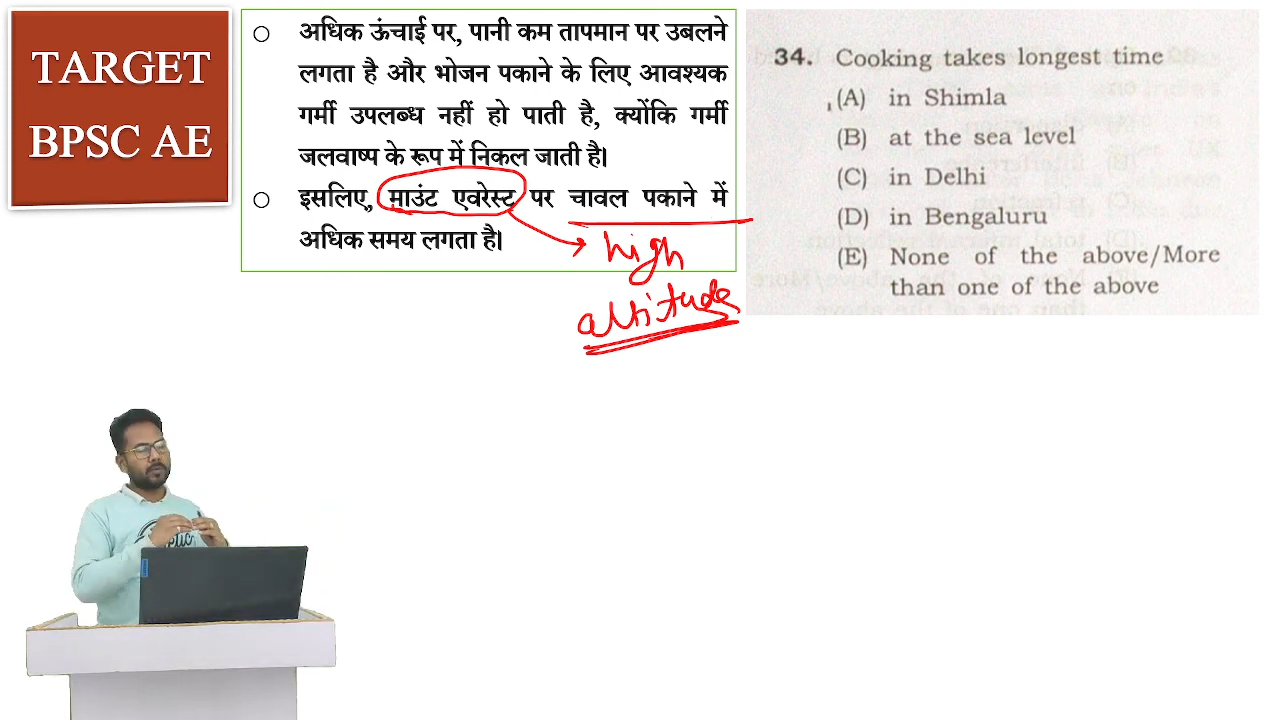 TARGET
BPSC AE
○ अधिक ऊंचाई पर, पानी कम तापमान पर उबलने
लगता है और भोजन पकाने के लिए आवश्यक
गर्मी उपलब्ध नहीं हो पाती है, क्योंकि गर्मी
जलवाष्प के रूप में निकल जाती है।
○ इसलिए, माउंट एवरेस्ट पर चावल पकाने में
अधिक समय लगता है।
high
altitude
34. Cooking takes longest time
(A) in Shimla
(B) at the sea level
(C) in Delhi
(D) in Bengaluru
(E) None of the above/More
than one of the above